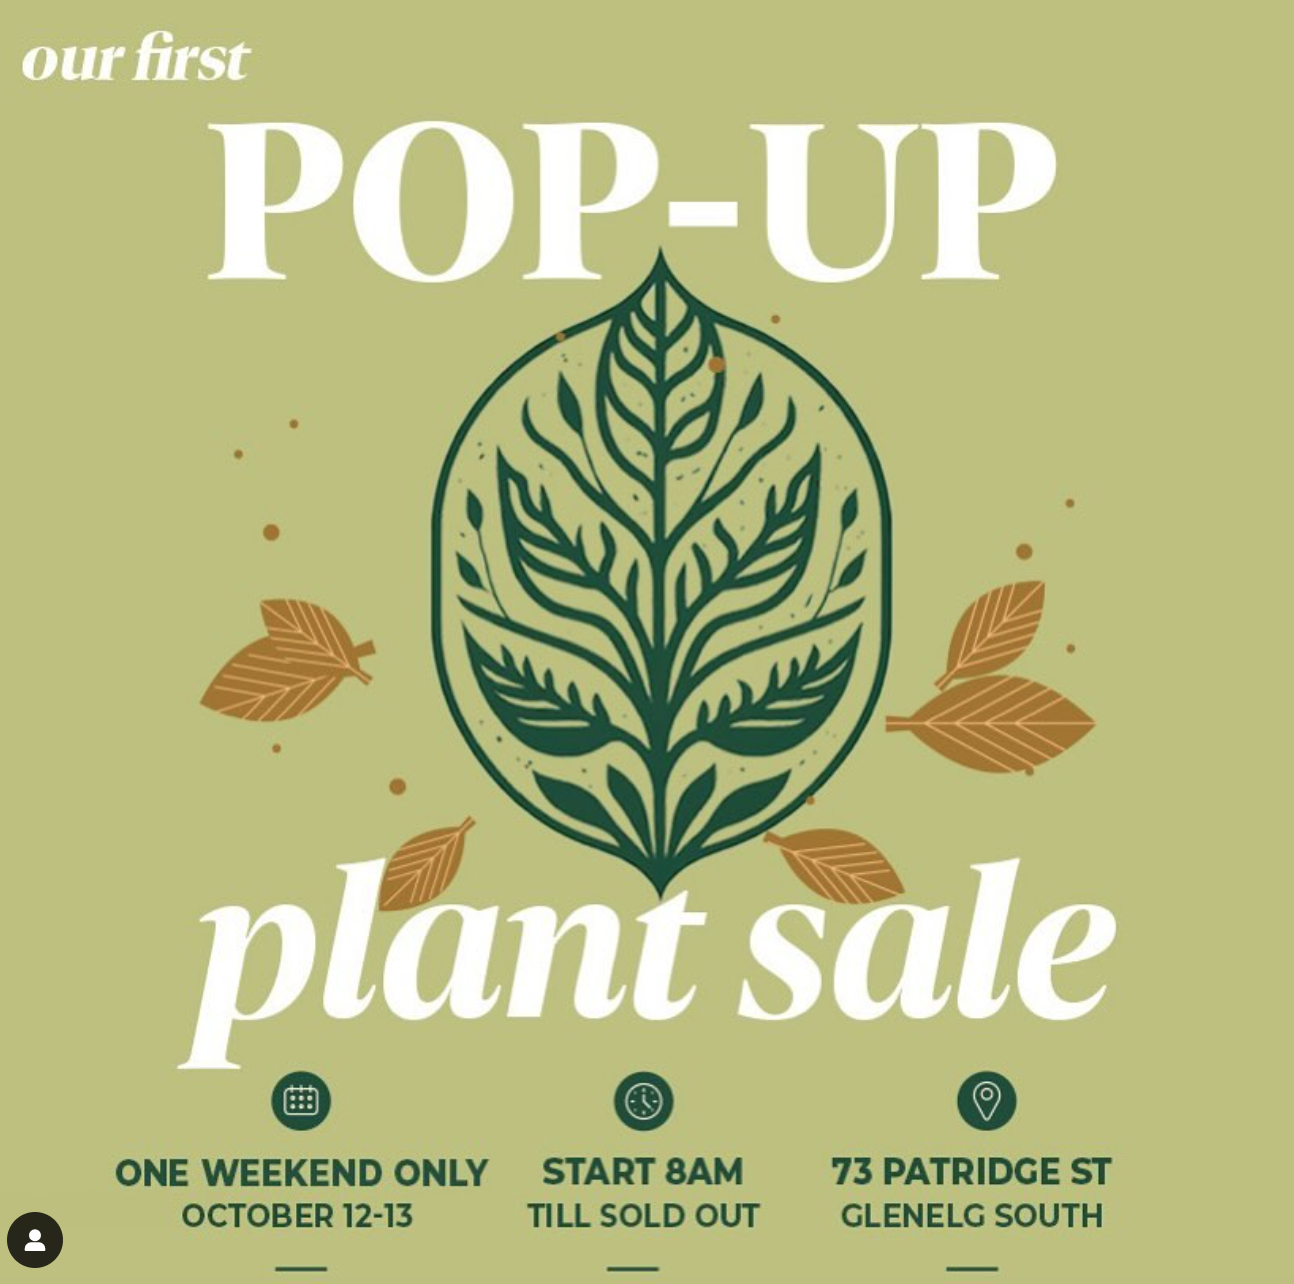 our first
POP-UP
plant sale
ONE WEEKEND ONLY
OCTOBER 12-13
START 8AM
TILL SOLD OUT
73 PATRIDGE ST
GLENELG SOUTH